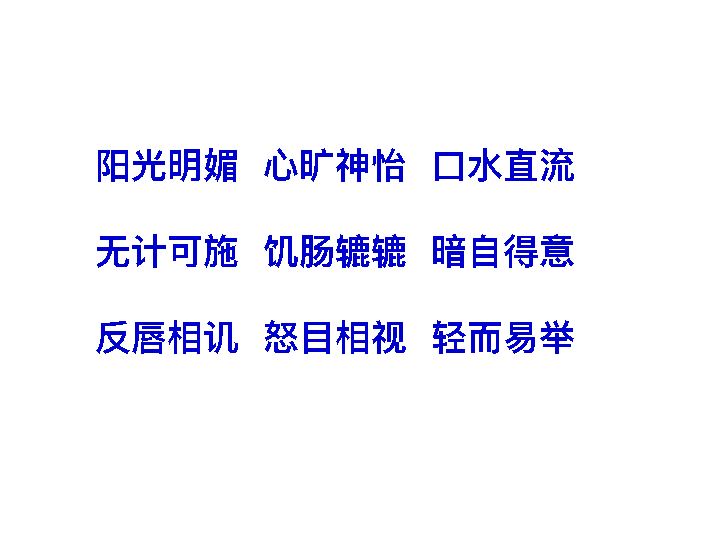 阳光明媚 心旷神怡 口水直流
无计可施 饥肠辘辘 暗自得意
反唇相讥 怒目相视 轻而易举